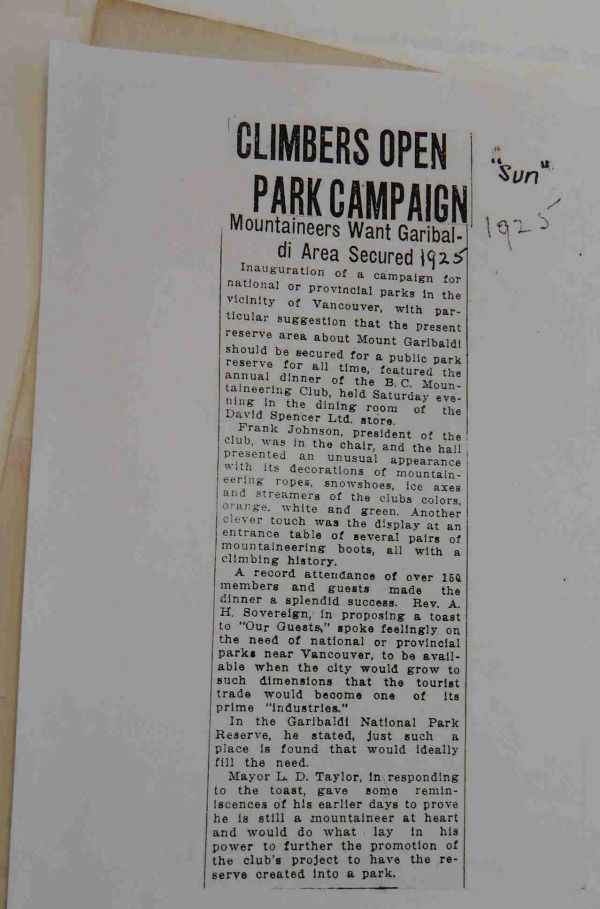 CLIMBERS OPEN
PARK CAMPAIGN
Mountaineers Want Garibal-
di Area Secured 1925
"Sun"
1925
Inauguration of a campaign for
national or provincial parks in the
vicinity of Vancouver, with par-
ticular suggestion that the present
reserve area about Mount Garibaldi
should be secured for a public park
reserve for all time, featured the
annual dinner of the B.C. Moun-
taineering Club, held Saturday eve-
ning in the dining room of the
David Spencer Ltd. store.
Frank Johnson, president of the
club, was in the chair, and the hall
presented an unusual appearance
with its decorations of mountain-
eering ropes, snowshoes, ice axes
and streamers of the clubs colors,
orange, white and green. Another
clever touch was the display at an
entrance table of several pairs of
mountaineering boots, all with a
climbing history.
A record attendance of over 150
members and guests made the
dinner a splendid success. Rev. A.
H. Sovereign, in proposing a toast
to "Our Guests," spoke feelingly on
the need of national or provincial
parks near Vancouver, to be avail-
able when the city would grow to
such dimensions that the tourist
trade would become one of its
prime "industries."
In the Garibaldi National Park
Reserve, he stated, just such a
place is found that would ideally
fill the need.
Mayor L. D. Taylor, in responding
to the toast, gave some remin-
iscences of his earlier days to prove
he is still a mountaineer at heart
and would do what lay in his
power to further the promotion of
the club's project to have the re-
serve created into a park.